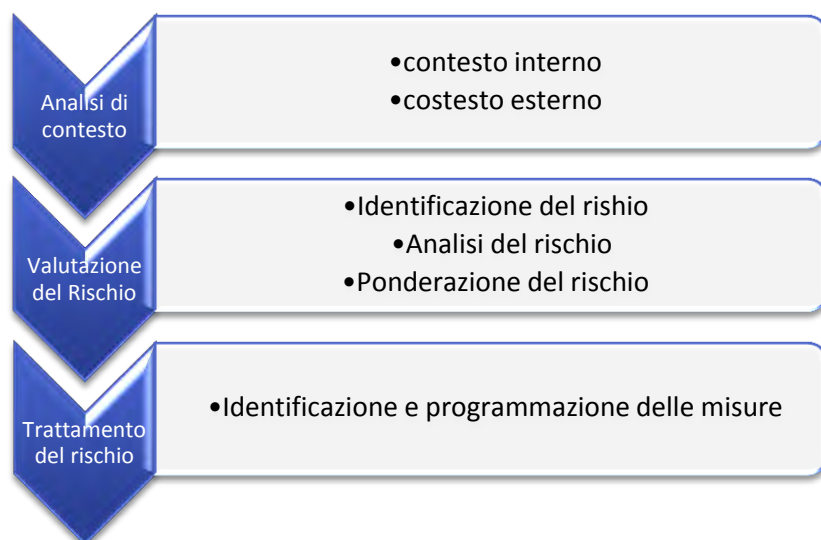 Analisi di
contesto
•contesto interno
•costesto esterno
Valutazione
del Rischio
•Identificazione del rishio
•Analisi del rischio
•Ponderazione del rischio
Trattamento
del rischio
•Identificazione e programmazione delle misure